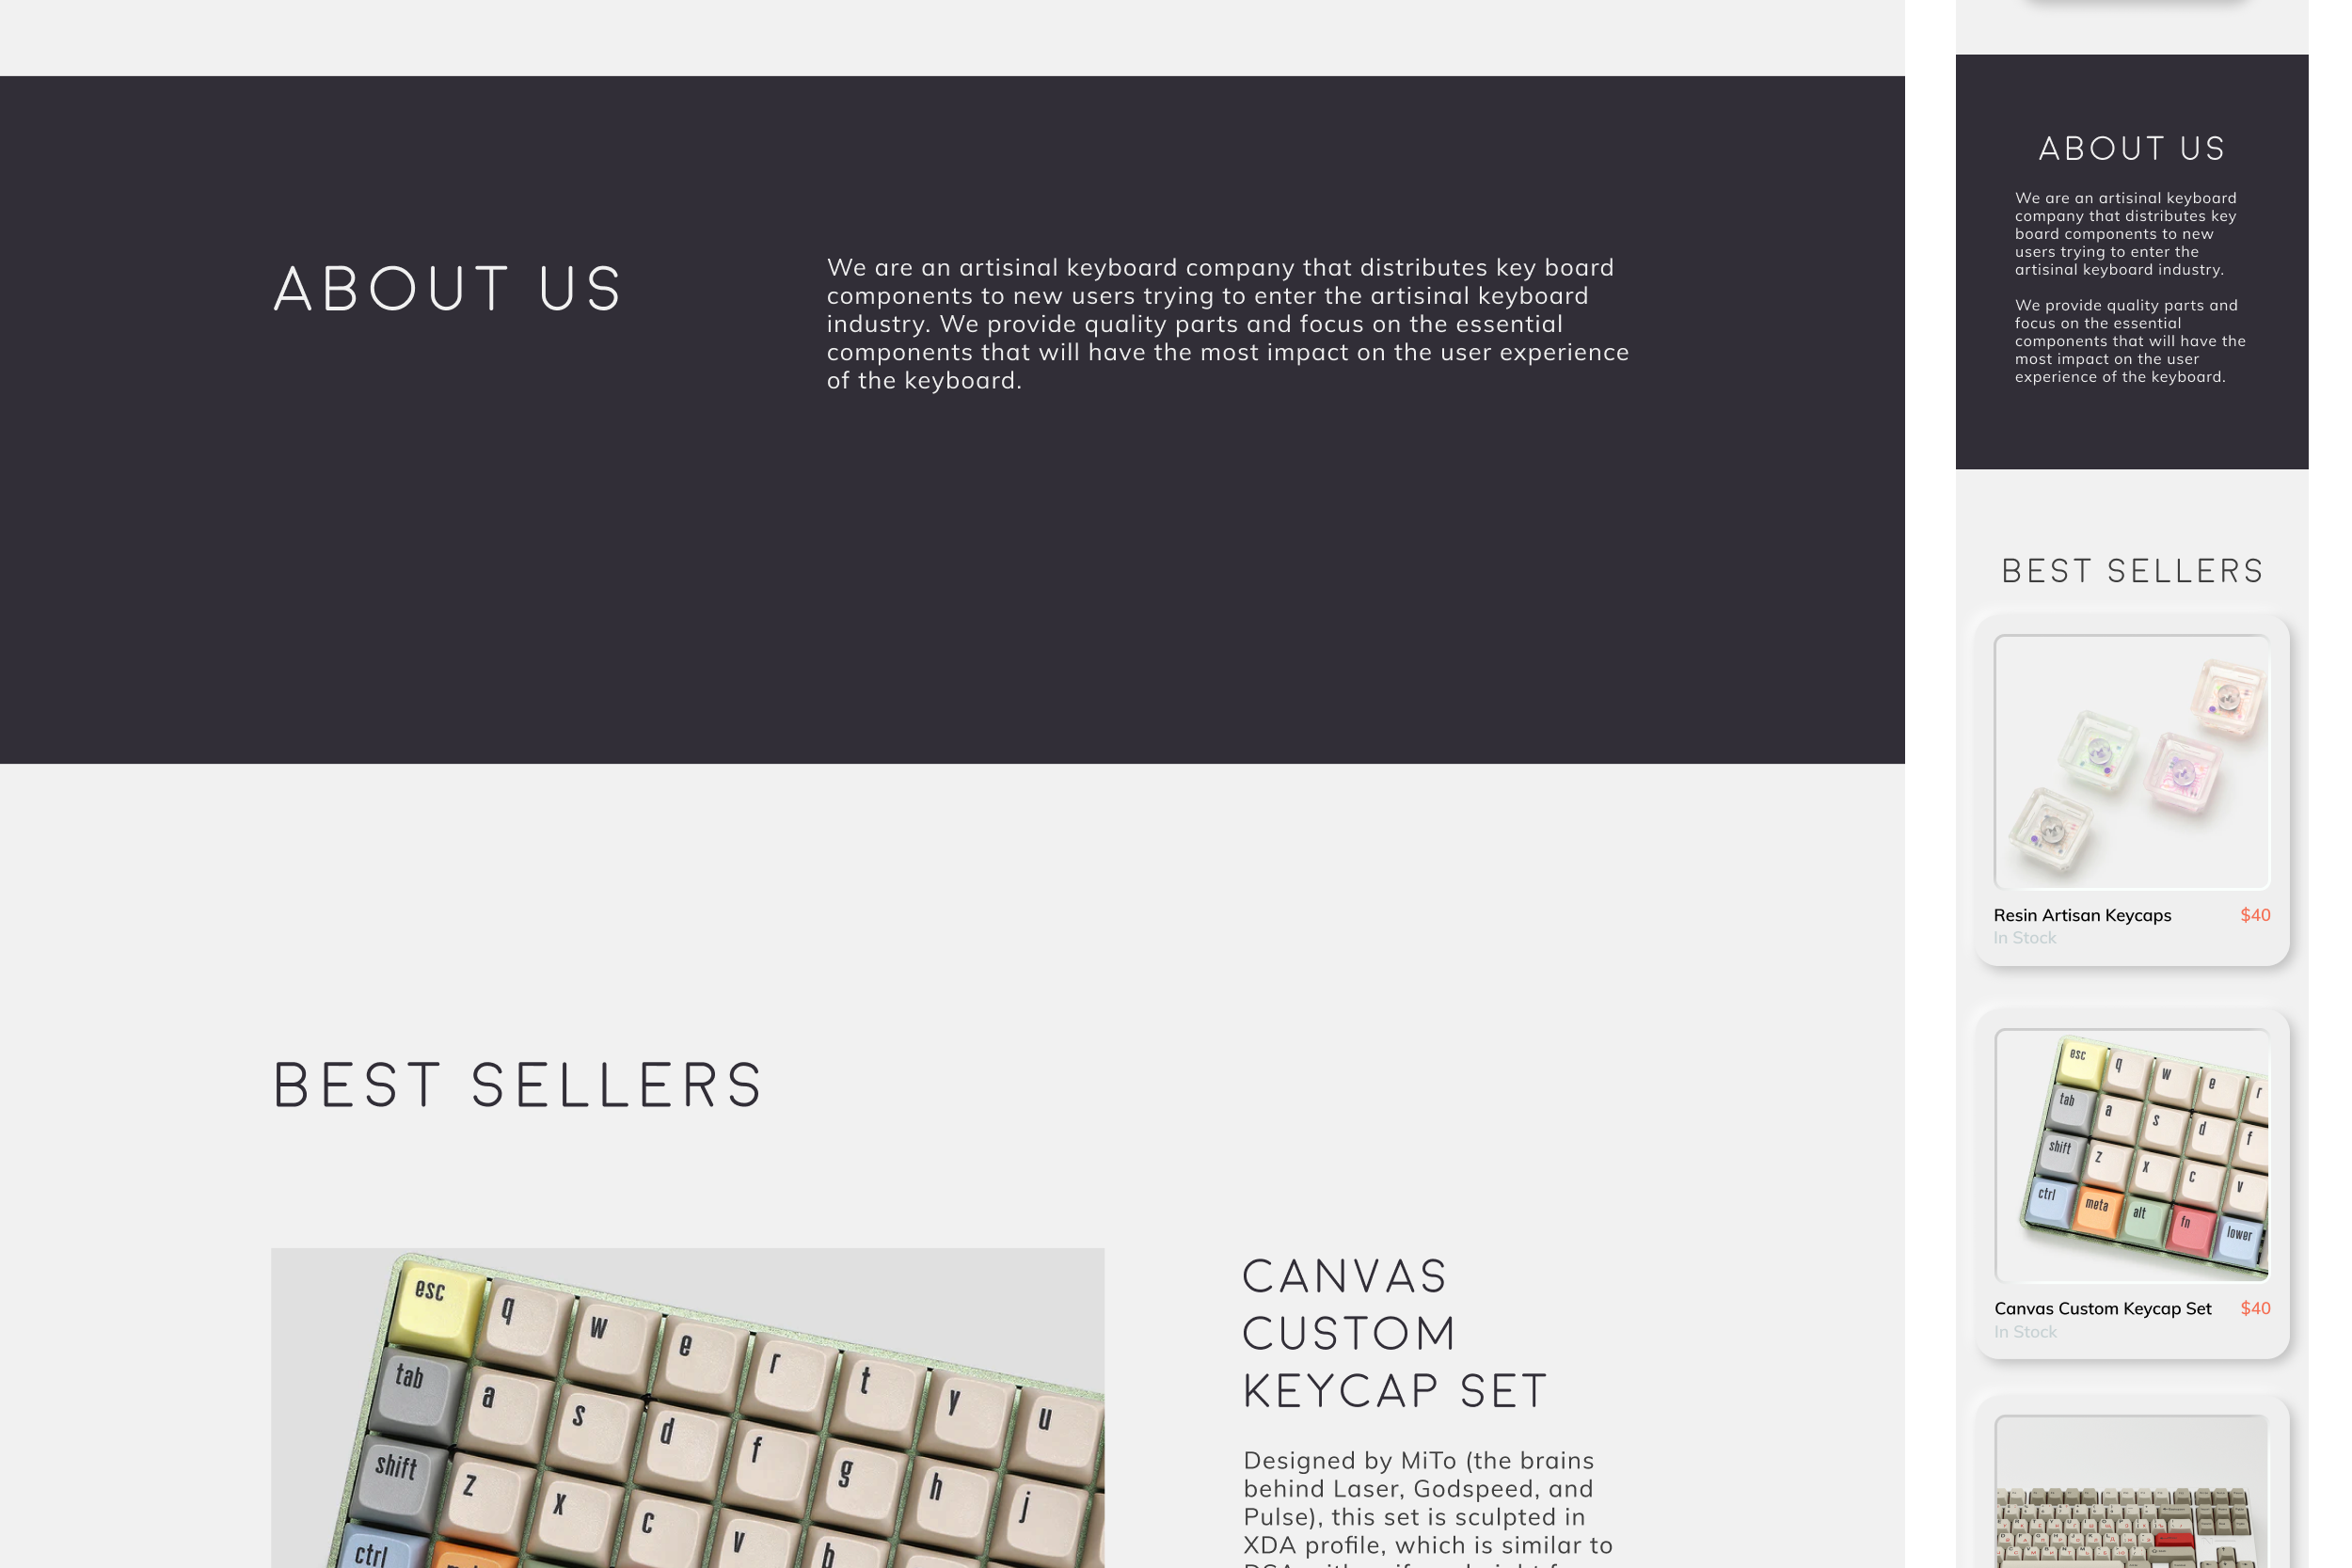 ABOUT US
We are an artisinal keyboard company that distributes key board
components to new users trying to enter the artisinal keyboard
industry. We provide quality parts and focus on the essential
components that will have the most impact on the user experience
of the keyboard.
BEST SELLERS
esc
q
w
e
r
t
y
u
tab
a
s
d
f
g
h
j
shift
z
x
c
v
b
ctrl
CANVAS
CUSTOM
KEYCAP SET
Designed by MiTo (the brains
behind Laser, Godspeed, and
Pulse), this set is sculpted in
XDA profile, which is similar to
ABOUT US
We are an artisinal keyboard
company that distributes key
board components to new
users trying to enter the
artisinal keyboard industry.
We provide quality parts and
focus on the essential
components that will have the
most impact on the user
experience of the keyboard.
BEST SELLERS
Resin Artisan Keycaps $40
In Stock
esc
q
w
e
r
tab
a
s
d
f
shift
z
x
c
v
ctrl
meta
alt
fn
lower
Canvas Custom Keycap Set $40
In Stock